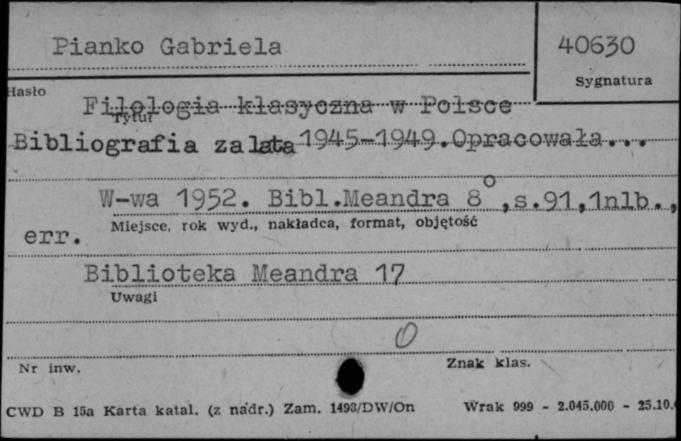 Pianko Gabriela
40630
Sygnatura
Hasło
Filologia klasyczna w Polsce
Tytuł
Bibliografia za lata 1945-1949. Opracowała...
W-wa 1952. Bibl.Meandra 8°, s.91, 1nlb.,
Miejsce, rok wyd., nakładca, format, objętość
err.
Biblioteka Meandra 17
Uwagi
0
Nr inw.
Znak klas.
CWD B 15a Karta katal. (z nadr.) Zam. 1493/DW/On
Wrak 999 - 2.045.000 - 25.10.